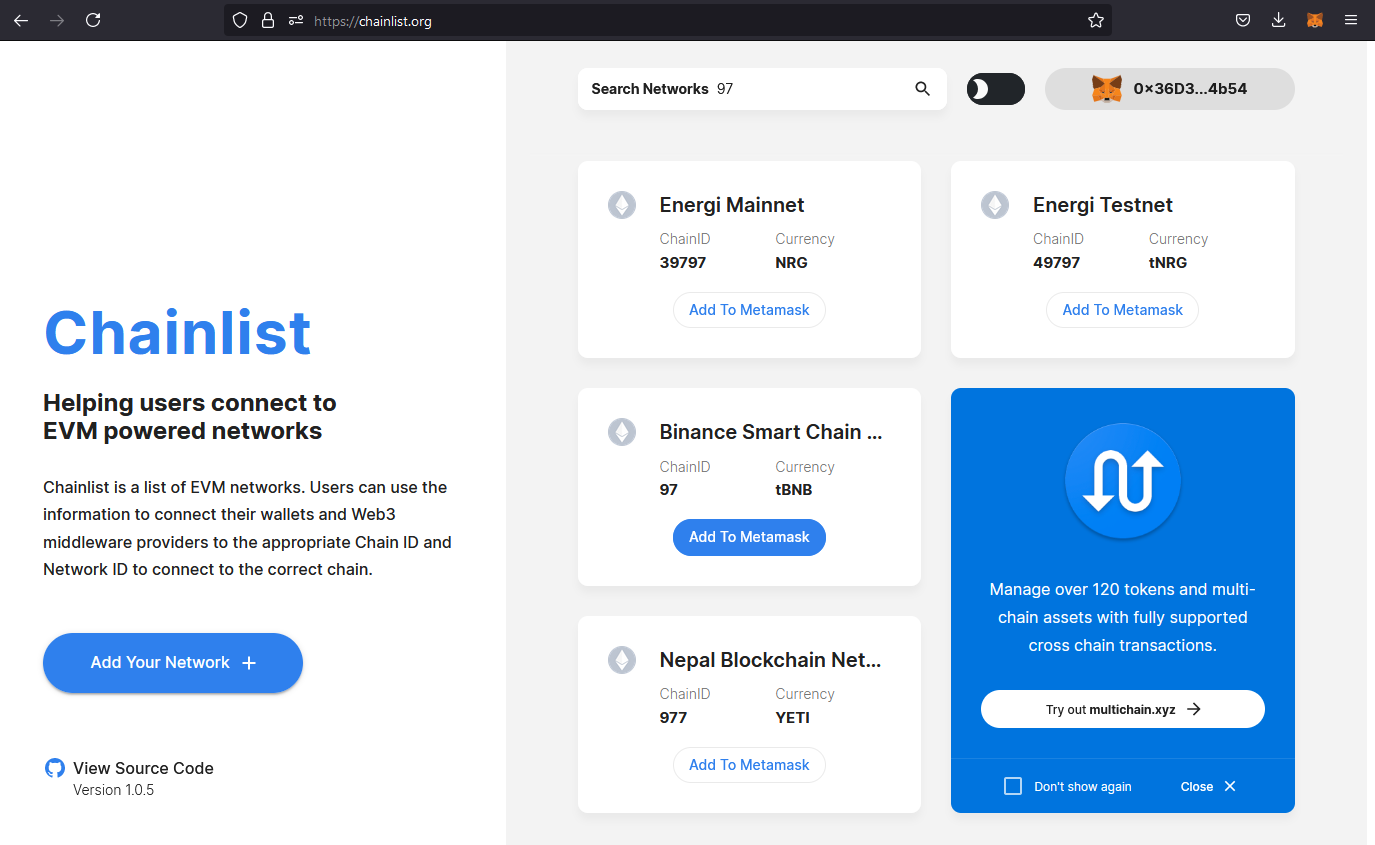 https://chainlist.org
Search Networks 97
0×36D3...4b54
Energi Mainnet
ChainID Currency
39797 NRG
Add To Metamask
Energi Testnet
ChainID Currency
49797 tNRG
Add To Metamask
Chainlist
Helping users connect to
EVM powered networks
Chainlist is a list of EVM networks. Users can use the
information to connect their wallets and Web3
middleware providers to the appropriate Chain ID and
Network ID to connect to the correct chain.
Add Your Network +
View Source Code
Version 1.0.5
Binance Smart Chain ...
ChainID Currency
97 tBNB
Add To Metamask
Nepal Blockchain Net...
ChainID Currency
977 YETI
Add To Metamask
Manage over 120 tokens and multi-
chain assets with fully supported
cross chain transactions.
Try out multichain.xyz →
Don't show again Close ×